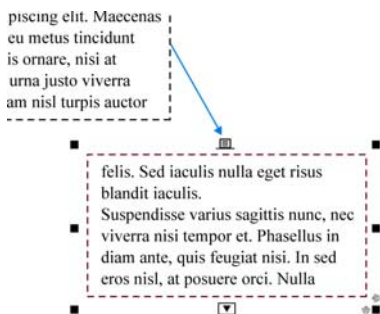 piscing elit. Maecenas
eu metus tincidunt
is ornare, nisi at
urna justo viverra
am nisl turpis auctor
felis. Sed iaculis nulla eget risus
blandit iaculis.
Suspendisse varius sagittis nunc, nec
viverra nisi tempor et. Phasellus in
diam ante, quis feugiat nisi. In sed
eros nisl, at posuere orci. Nulla